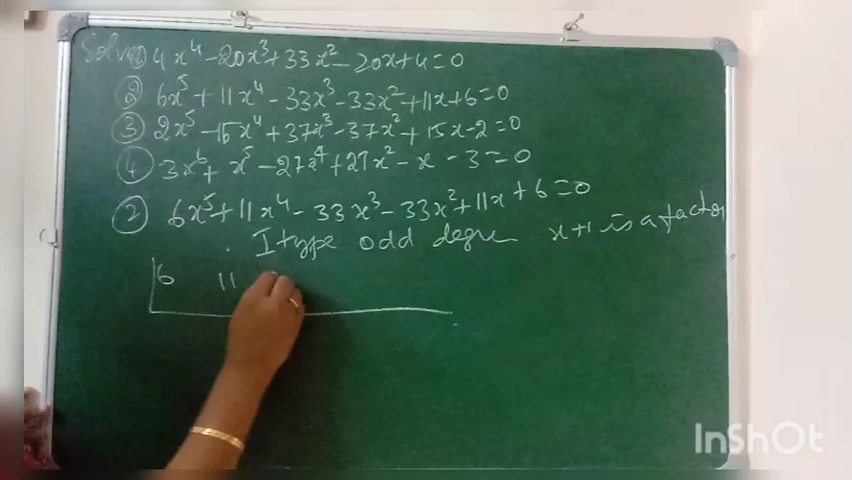 Solve ① 4x⁴ - 20x³ + 33x² - 20x + 4 = 0
② 6x⁵ + 11x⁴ - 33x³ - 33x² + 11x + 6 = 0
③ 2x⁵ - 15x⁴ + 37x³ - 37x² + 15x - 2 = 0
④ 3x⁶ + x⁵ - 27x⁴ + 27x² - x - 3 = 0
② 6x⁵ + 11x⁴ - 33x³ - 33x² + 11x + 6 = 0
I type odd degree x+1 is a factor
6 11
InShOt